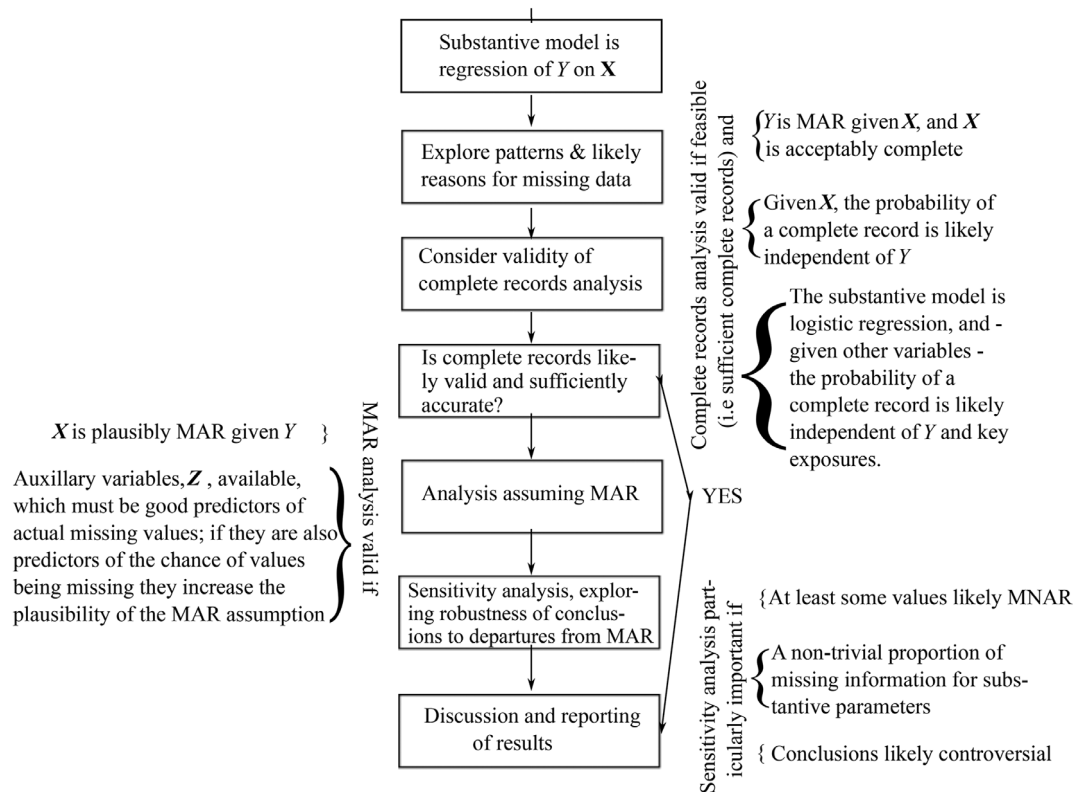 Substantive model is
regression of Y on X
Explore patterns & likely
reasons for missing data
Consider validity of
complete records analysis
Is complete records like-
ly valid and sufficiently
accurate?
Analysis assuming MAR
Sensitivity analysis, explor-
ing robustness of conclus-
ions to departures from MAR
Discussion and reporting
of results
YES
Complete records analysis valid if feasible
(i.e sufficient complete records) and
{Y is MAR given X, and X
is acceptably complete
{Given X, the probability of
a complete record is likely
independent of Y
{The substantive model is
logistic regression, and -
given other variables -
the probability of a
complete record is likely
independent of Y and key
exposures.
MAR analysis valid if
X is plausibly MAR given Y }
Auxillary variables, Z , available,
which must be good predictors of
actual missing values; if they are also
predictors of the chance of values
being missing they increase the
plausibility of the MAR assumption}
Sensitivity analysis part-
icularly important if
{At least some values likely MNAR
{A non-trivial proportion of
missing information for subs-
tantive parameters
{ Conclusions likely controversial